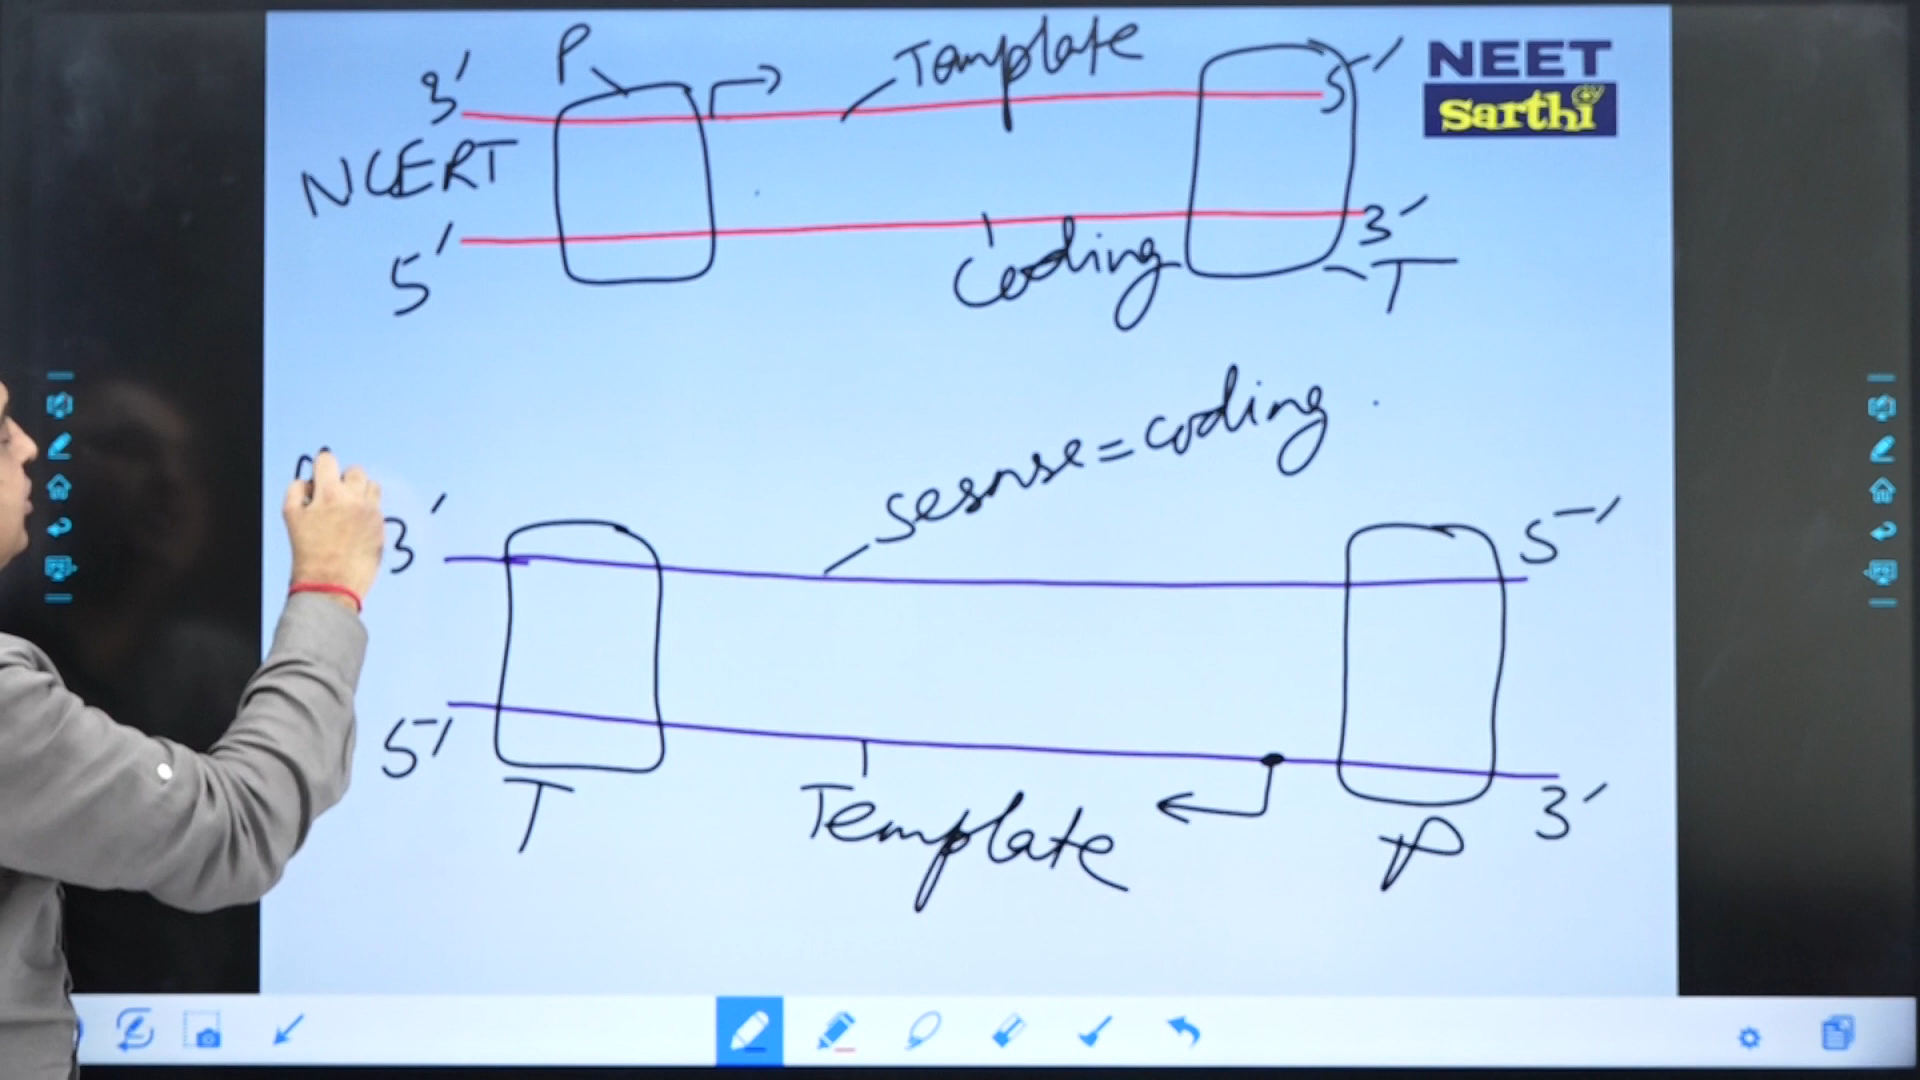 P
Template
3′
5′
NEET
Sarthi
NCERT
5′
Coding
3′
T
sesnse = coding
3′
5′
5′
3′
T
Template
P